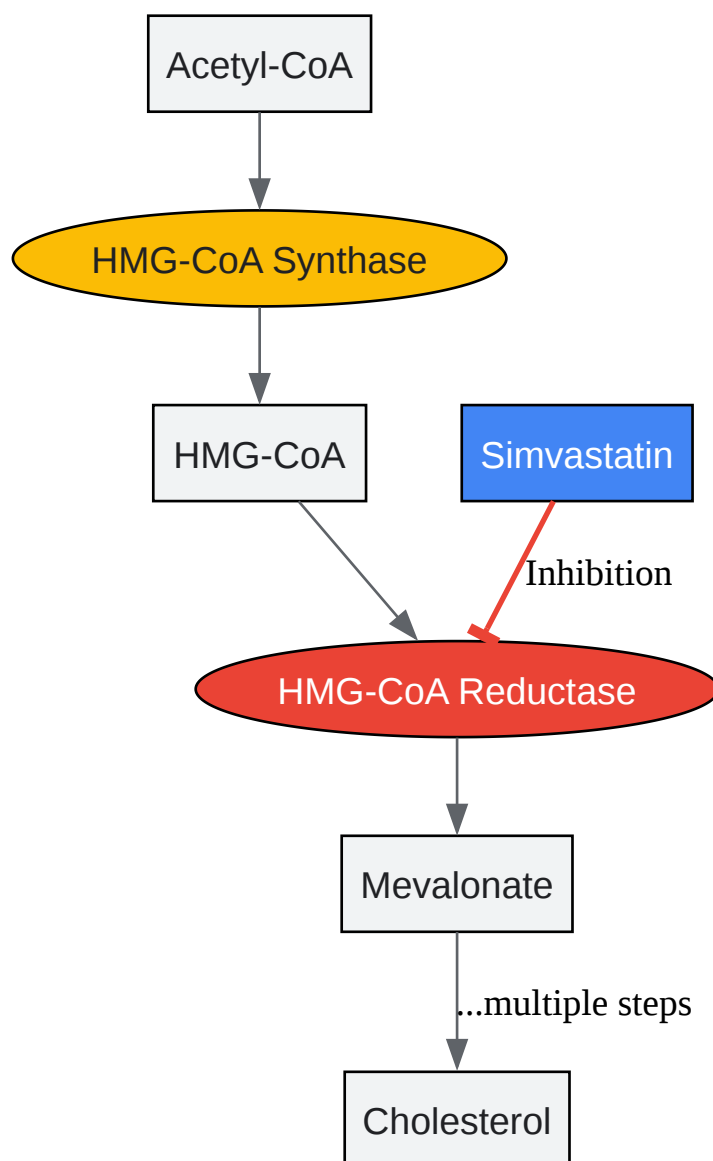 Acetyl-CoA
HMG-CoA Synthase
HMG-CoA
Simvastatin
Inhibition
HMG-CoA Reductase
Mevalonate
...multiple steps
Cholesterol